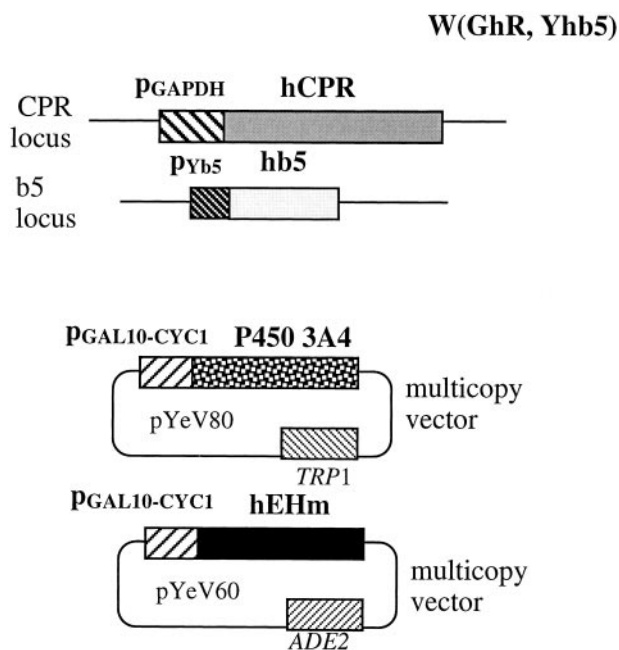 W(GhR, Yhb5)
pGAPDH hCPR
CPR
locus
pYb5 hb5
b5
locus
pGAL10-CYC1 P450 3A4
multicopy
vector
pYeV80
TRP1
pGAL10-CYC1 hEHm
multicopy
vector
pYeV60
ADE2